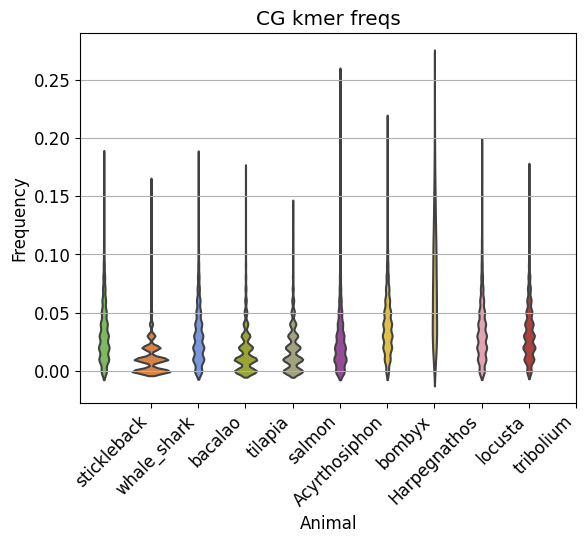 CG kmer freqs
Frequency
0.25
0.20
0.15
0.10
0.05
0.00
stickleback
whale_shark
bacalao
tilapia
salmon
Acyrthosiphon
bombyx
Harpegnathos
locusta
tribolium
Animal